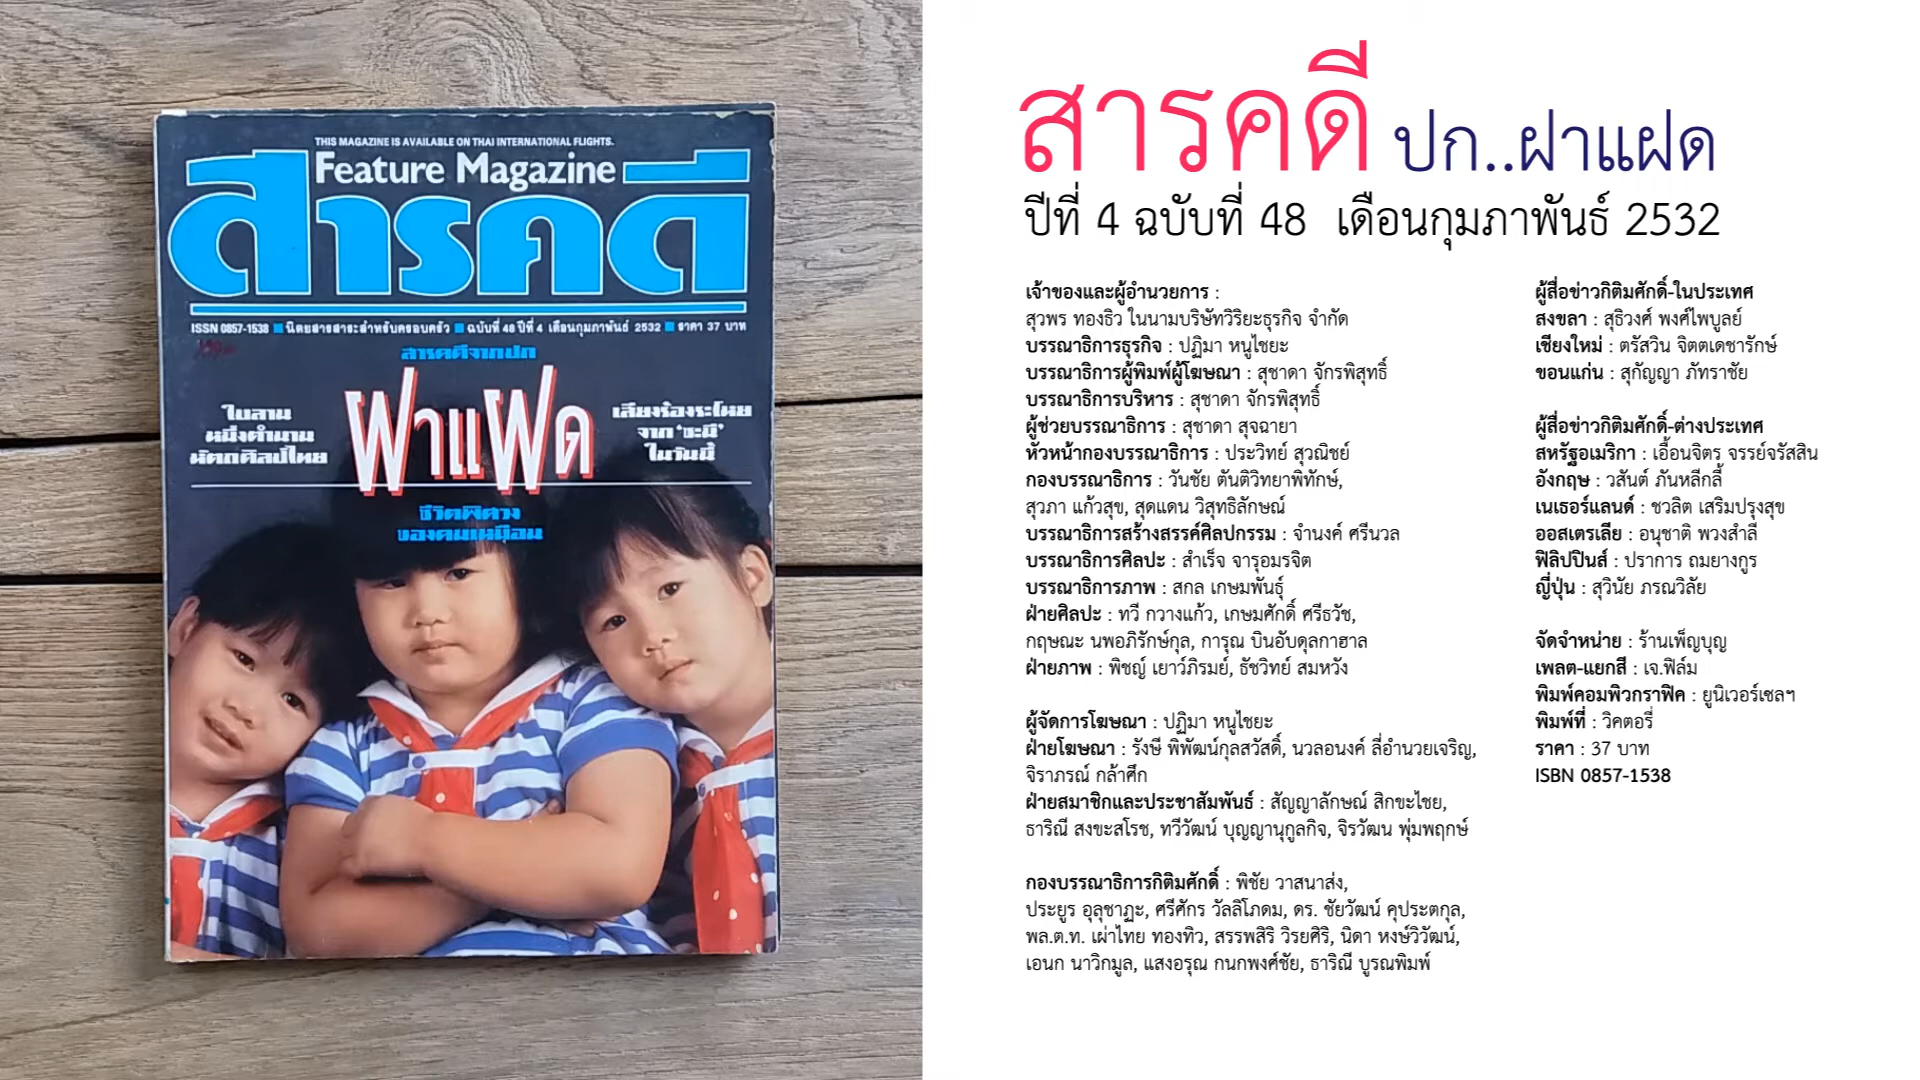 THIS MAGAZINE IS AVAILABLE ON THAI INTERNATIONAL FLIGHTS.
Feature Magazine
สารคดี
ISSN 0857-1538 ■ นิตยสารสาระสำหรับครอบครัว ■ ฉบับที่ 48 ปีที่ 4 เดือนกุมภาพันธ์ 2532 ■ ราคา 37 บาท
สารคดีจากปก
ฝาแฝด
ใบลาน
หนึ่งตำนาน
หัตถศิลป์ไทย
เสียงร้องระโหย
จาก 'ชะนี'
ในวันนี้
ชีวิตพิศวง
ของคนเหมือน
สารคดี ปก..ฝาแฝด
ปีที่ 4 ฉบับที่ 48 เดือนกุมภาพันธ์ 2532
เจ้าของและผู้อำนวยการ :
สุวพร ทองธิว ในนามบริษัทวิริยะธุรกิจ จำกัด
บรรณาธิการธุรกิจ : ปฏิมา หนูไชยะ
บรรณาธิการผู้พิมพ์ผู้โฆษณา : สุชาดา จักรพิสุทธิ์
บรรณาธิการบริหาร : สุชาดา จักรพิสุทธิ์
ผู้ช่วยบรรณาธิการ : สุชาดา สุจฉายา
หัวหน้ากองบรรณาธิการ : ประวิทย์ สุวณิชย์
กองบรรณาธิการ : วันชัย ตันติวิทยาพิทักษ์,
สุวภา แก้วสุข, สุดแดน วิสุทธิลักษณ์
บรรณาธิการสร้างสรรค์ศิลปกรรม : จำนงค์ ศรีนวล
บรรณาธิการศิลปะ : สำเร็จ จารุอมรจิต
บรรณาธิการภาพ : สกล เกษมพันธุ์
ฝ่ายศิลปะ : ทวี กวางแก้ว, เกษมศักดิ์ ศรีธวัช,
กฤษณะ นพอภิรักษ์กุล, การุณ บินอับดุลกาฮาล
ฝ่ายภาพ : พิชญ์ เยาว์ภิรมย์, ธัชวิทย์ สมหวัง
ผู้จัดการโฆษณา : ปฏิมา หนูไชยะ
ฝ่ายโฆษณา : รังษี พิพัฒน์กุลสวัสดิ์, นวลอนงค์ ลี่อำนวยเจริญ,
จิราภรณ์ กล้าศึก
ฝ่ายสมาชิกและประชาสัมพันธ์ : สัญญาลักษณ์ สิกขะไชย,
ธาริณี สงขะสโรช, ทวีวัฒน์ บุญญานุกูลกิจ, จิรวัฒน พุ่มพฤกษ์
กองบรรณาธิการกิติมศักดิ์ : พิชัย วาสนาส่ง,
ประยูร อุลุชาฏะ, ศรีศักร วัลลิโภดม, ดร. ชัยวัฒน์ คุประตกุล,
พล.ต.ท. เผ่าไทย ทองทิว, สรรพสิริ วิรยศิริ, นิดา หงษ์วิวัฒน์,
เอนก นาวิกมูล, แสงอรุณ กนกพงศ์ชัย, ธาริณี บูรณพิมพ์
ผู้สื่อข่าวกิติมศักดิ์-ในประเทศ
สงขลา : สุธิวงศ์ พงศ์ไพบูลย์
เชียงใหม่ : ตรัสวิน จิตตเดชารักษ์
ขอนแก่น : สุกัญญา ภัทราชัย
ผู้สื่อข่าวกิติมศักดิ์-ต่างประเทศ
สหรัฐอเมริกา : เอื้อนจิตร จรรย์จรัสสิน
อังกฤษ : วสันต์ ภันหลีกลี้
เนเธอร์แลนด์ : ชวลิต เสริมปรุงสุข
ออสเตรเลีย : อนุชาติ พวงสำลี
ฟิลิปปินส์ : ปราการ ถมยางกูร
ญี่ปุ่น : สุวินัย ภรณวิลัย
จัดจำหน่าย : ร้านเพ็ญบุญ
เพลต-แยกสี : เจ.ฟิล์ม
พิมพ์คอมพิวกราฟิค : ยูนิเวอร์เซลฯ
พิมพ์ที่ : วิคตอรี่
ราคา : 37 บาท
ISBN 0857-1538